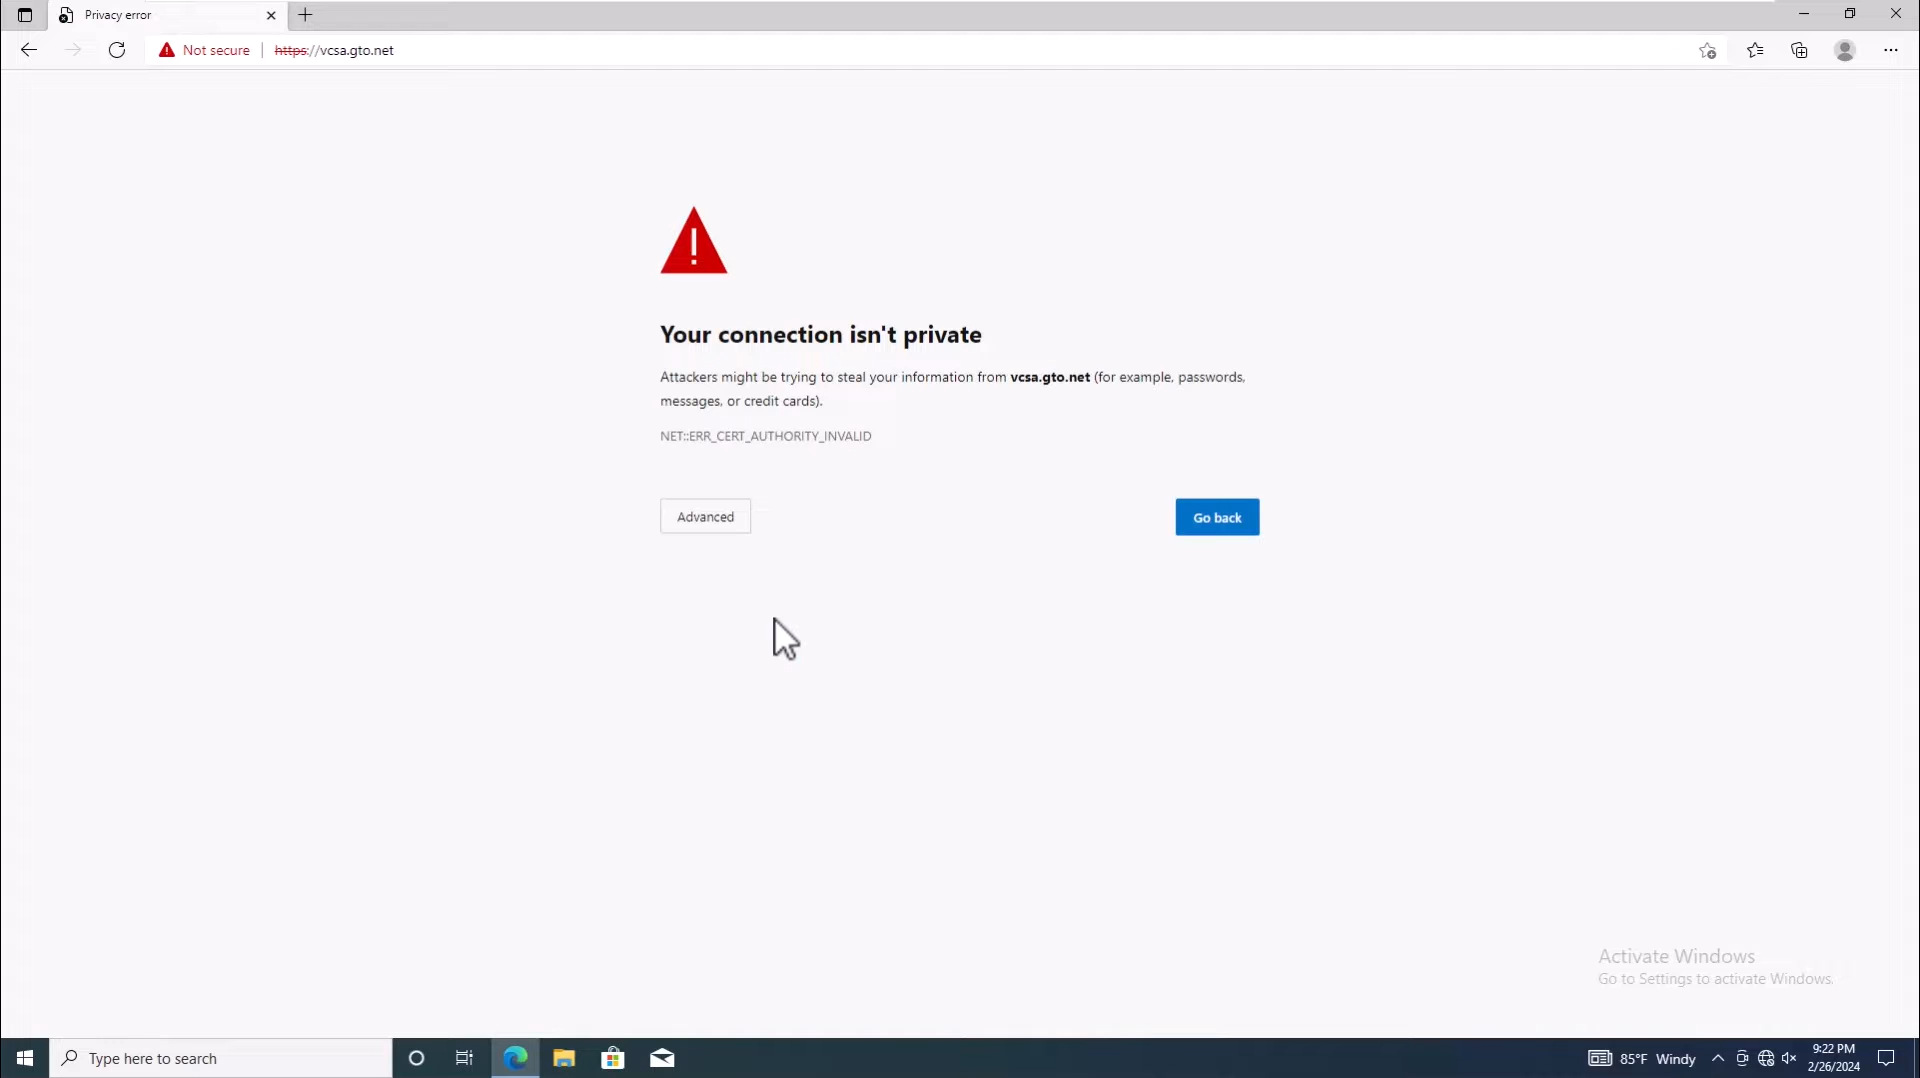 Privacy error
Not secure
https://vcsa.gto.net
!
Your connection isn't private
Attackers might be trying to steal your information from vcsa.gto.net (for example, passwords,
messages, or credit cards).
NET::ERR_CERT_AUTHORITY_INVALID
Advanced
Go back
Activate Windows
Go to Settings to activate Windows.
Type here to search
85°F Windy
9:22 PM
2/26/2024